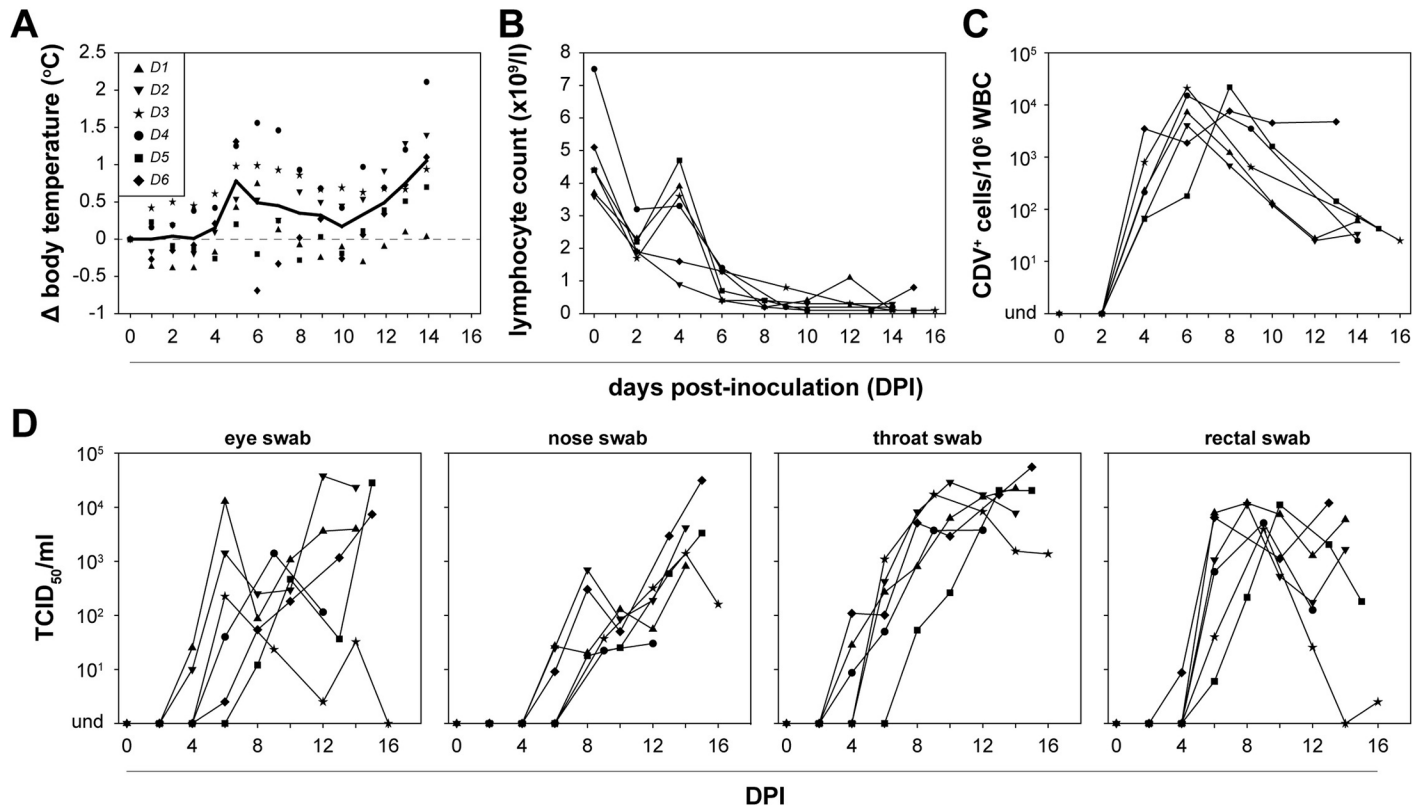 A
Δ body temperature (°C)
2.5
2
1.5
1
0.5
0
-0.5
-1
D1
D2
D3
D4
D5
D6
0 2 4 6 8 10 12 14 16
B
lymphocyte count (x10⁹/l)
8
7
6
5
4
3
2
1
0
0 2 4 6 8 10 12 14 16
C
CDV⁺ cells/10⁶ WBC
10⁵
10⁴
10³
10²
10¹
und
0 2 4 6 8 10 12 14 16
days post-inoculation (DPI)
D
TCID₅₀/ml
eye swab
nose swab
throat swab
rectal swab
10⁵
10⁴
10³
10²
10¹
und
0 4 8 12 16
0 4 8 12 16
0 4 8 12 16
0 4 8 12 16
DPI